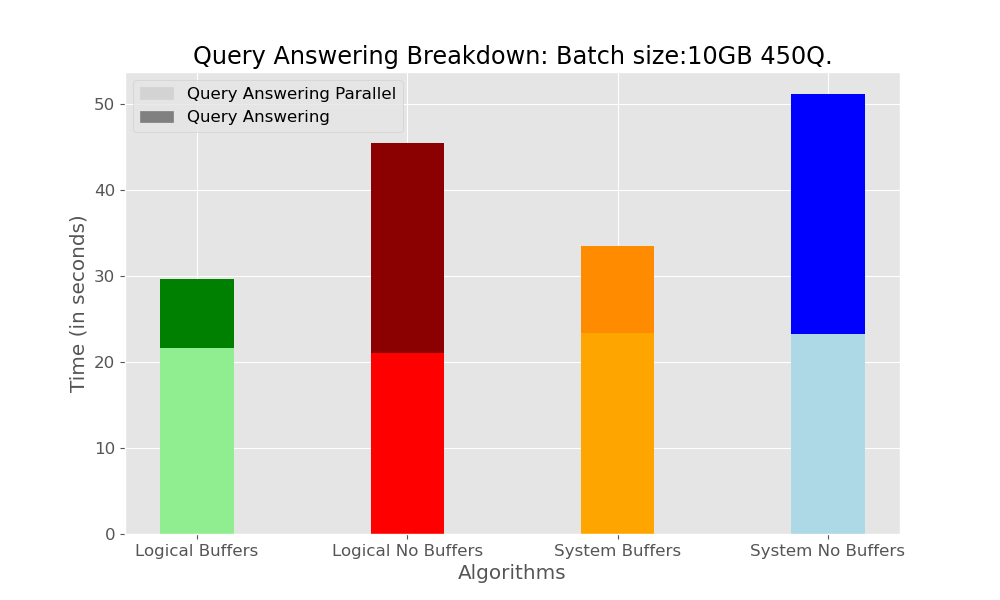 Query Answering Breakdown: Batch size:10GB 450Q.
Query Answering Parallel
Query Answering
Time (in seconds)
50
40
30
20
10
0
Logical Buffers
Logical No Buffers
System Buffers
System No Buffers
Algorithms